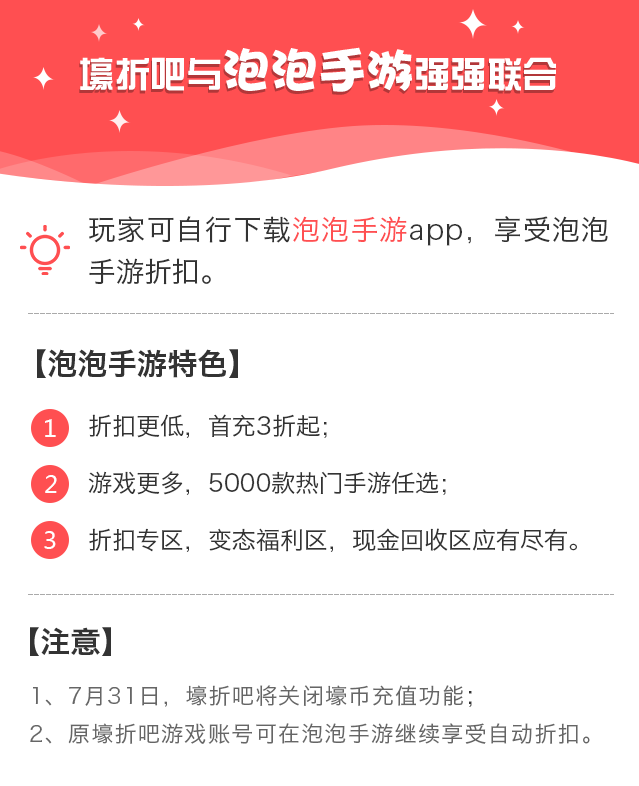 壕折吧与泡泡手游强强联合
玩家可自行下载泡泡手游app，享受泡泡
手游折扣。
【泡泡手游特色】
1 折扣更低，首充3折起；
2 游戏更多，5000款热门手游任选；
3 折扣专区，变态福利区，现金回收区应有尽有。
【注意】
1、7月31日，壕折吧将关闭壕币充值功能；
2、原壕折吧游戏账号可在泡泡手游继续享受自动折扣。